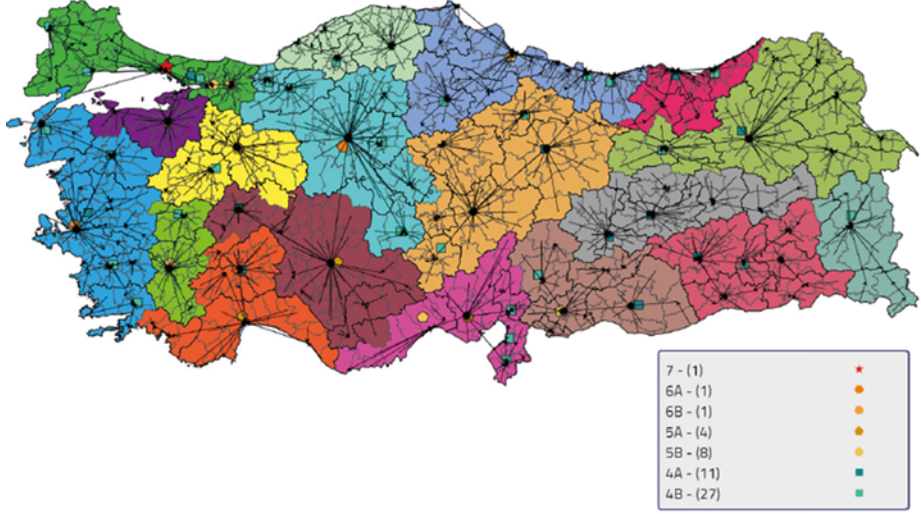 7 - (1)
6A - (1)
6B - (1)
5A - (4)
5B - (8)
4A - (11)
4B - (27)